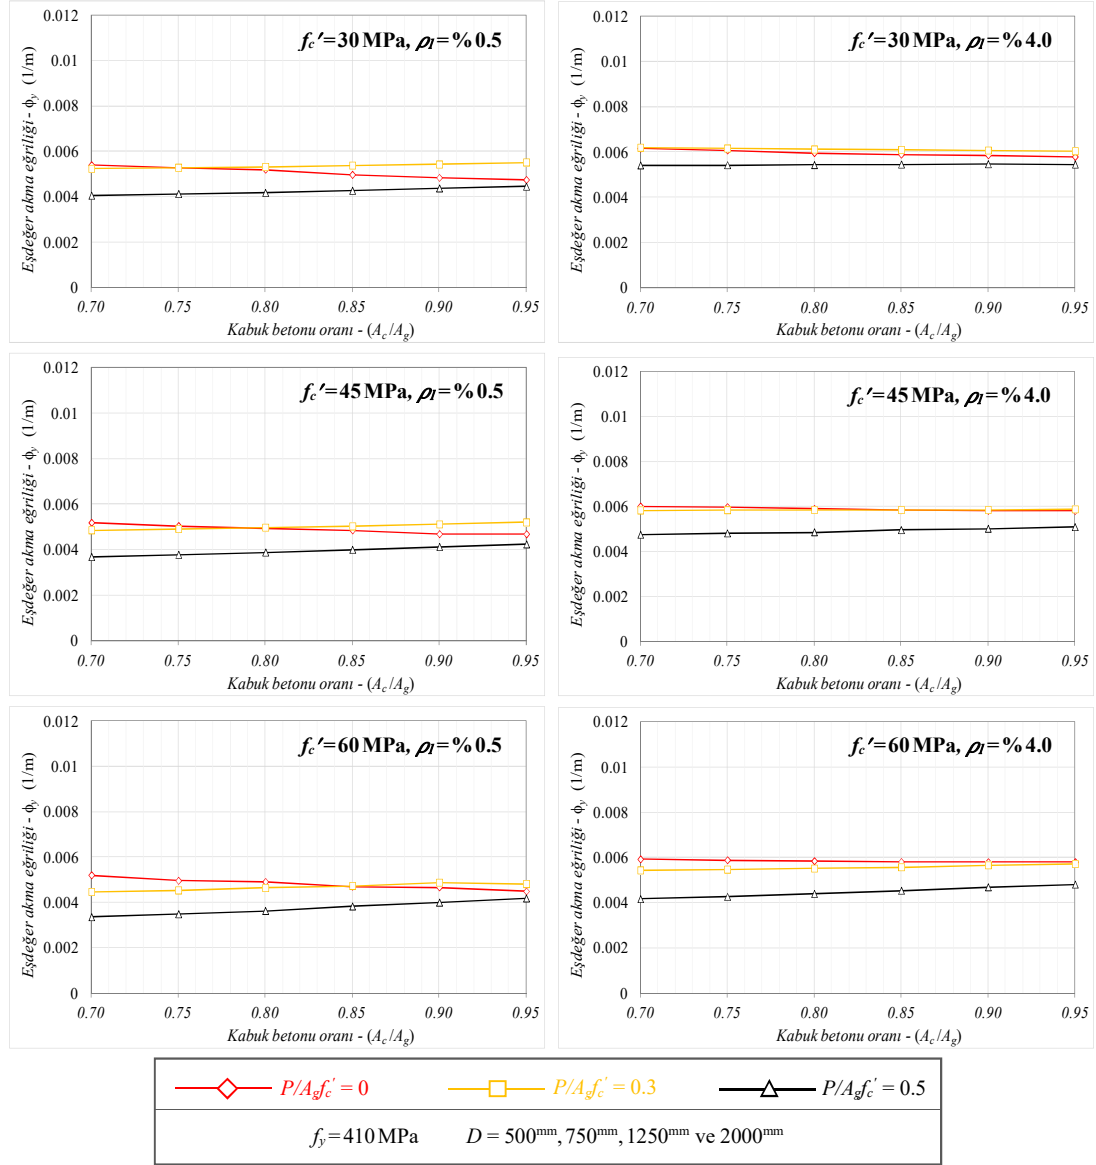 f_c′=30 MPa, ρ_l=%0.5
Eşdeğer akma eğriliği - ϕ_y (1/m)
0.012
0.01
0.008
0.006
0.004
0.002
0
0.70 0.75 0.80 0.85 0.90 0.95
Kabuk betonu oranı - (A_c/A_g)
f_c′=30 MPa, ρ_l=%4.0
Eşdeğer akma eğriliği - ϕ_y (1/m)
0.012
0.01
0.008
0.006
0.004
0.002
0
0.70 0.75 0.80 0.85 0.90 0.95
Kabuk betonu oranı - (A_c/A_g)
f_c′=45 MPa, ρ_l=%0.5
Eşdeğer akma eğriliği - ϕ_y (1/m)
0.012
0.01
0.008
0.006
0.004
0.002
0
0.70 0.75 0.80 0.85 0.90 0.95
Kabuk betonu oranı - (A_c/A_g)
f_c′=45 MPa, ρ_l=%4.0
Eşdeğer akma eğriliği - ϕ_y (1/m)
0.012
0.01
0.008
0.006
0.004
0.002
0
0.70 0.75 0.80 0.85 0.90 0.95
Kabuk betonu oranı - (A_c/A_g)
f_c′=60 MPa, ρ_l=%0.5
Eşdeğer akma eğriliği - ϕ_y (1/m)
0.012
0.01
0.008
0.006
0.004
0.002
0
0.70 0.75 0.80 0.85 0.90 0.95
Kabuk betonu oranı - (A_c/A_g)
f_c′=60 MPa, ρ_l=%4.0
Eşdeğer akma eğriliği - ϕ_y (1/m)
0.012
0.01
0.008
0.006
0.004
0.002
0
0.70 0.75 0.80 0.85 0.90 0.95
Kabuk betonu oranı - (A_c/A_g)
P/A_gf_c′ = 0 P/A_gf_c′ = 0.3 P/A_gf_c′ = 0.5
f_y=410 MPa D = 500mm, 750mm, 1250mm ve 2000mm